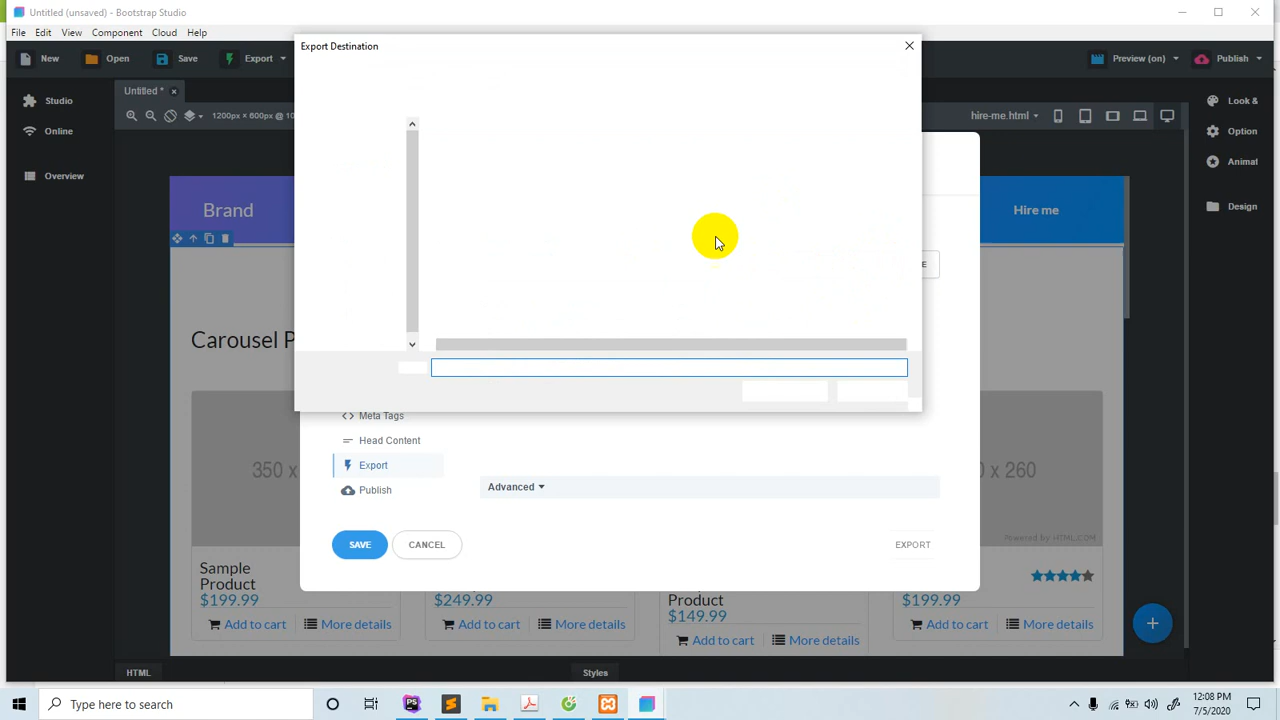 Untitled (unsaved) - Bootstrap Studio
File Edit View Component Cloud Help
New Open Save Export Preview (on) Publish
Export Destination
Untitled *
Studio
Online
Overview
1200px × 600px @ 10
hire-me.html
Look &
Option
Animat
Design
Brand
Hire me
E
Carousel P
350 x
0 x 260
Powered by HTML.COM
Meta Tags
Head Content
Export
Publish
Advanced
SAVE CANCEL EXPORT
Sample
Product
$199.99
Add to cart More details
$249.99
Add to cart More details
Product
$149.99
Add to cart More details
$199.99
Add to cart More details
HTML
Styles
Type here to search
PS
12:08 PM
7/5/2020